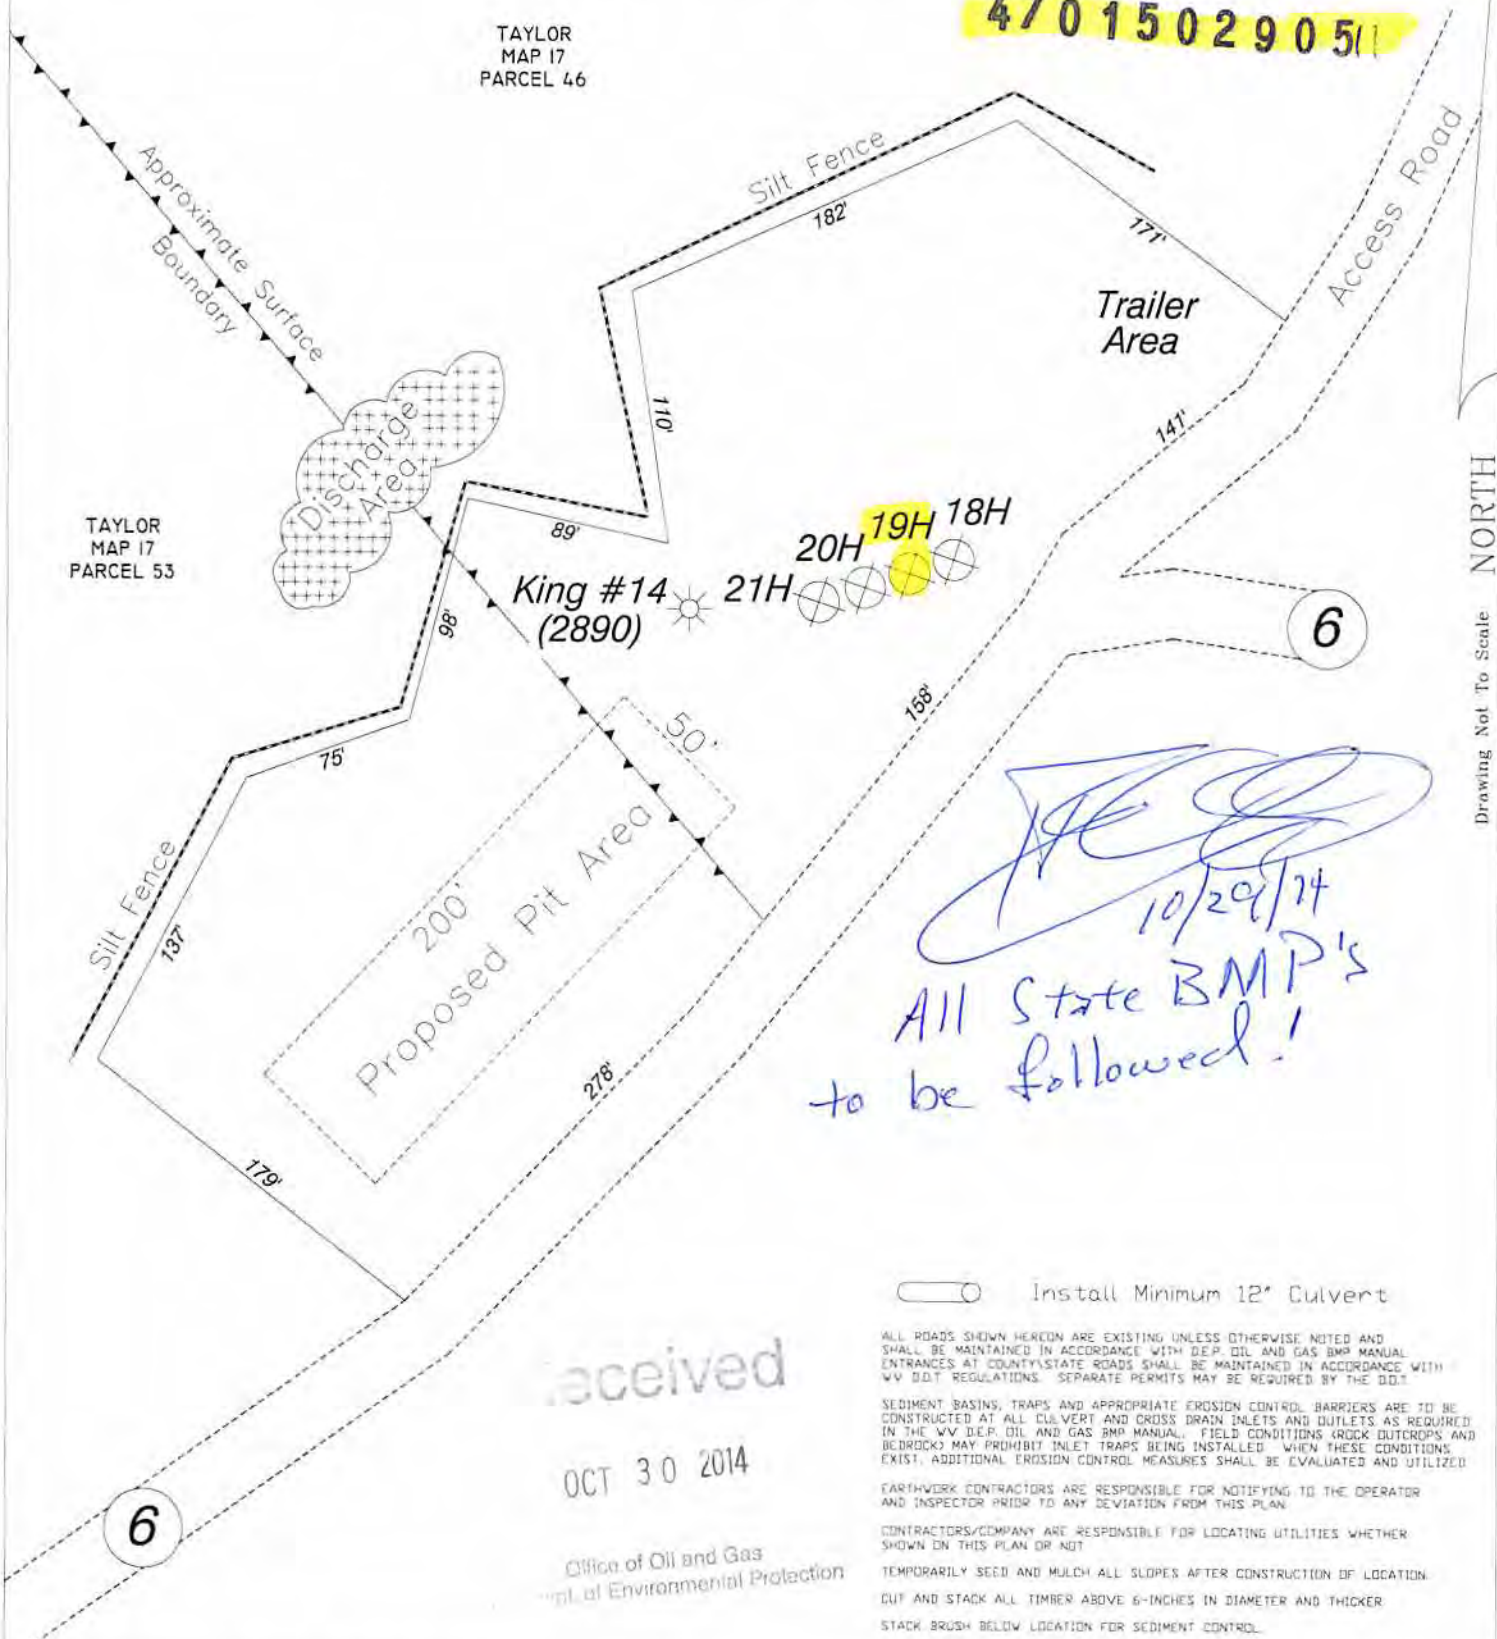 4701502905
TAYLOR
MAP 17
PARCEL 46
Approximate Surface
Boundary
Silt Fence
182'
171'
Access Road
Trailer
Area
110'
141'
Discharge
Area
NORTH
Drawing Not To Scale
TAYLOR
MAP 17
PARCEL 53
89'
98'
King #14
(2890)
21H
20H
19H
18H
6
158'
50'
75'
Silt Fence
137'
200'
Proposed Pit Area
278'
179'
10/29/14
All State BMP's
to be followed!
6
Install Minimum 12" Culvert
ALL ROADS SHOWN HEREON ARE EXISTING UNLESS OTHERWISE NOTED AND
SHALL BE MAINTAINED IN ACCORDANCE WITH D.E.P. OIL AND GAS BMP MANUAL
ENTRANCES AT COUNTY\STATE ROADS SHALL BE MAINTAINED IN ACCORDANCE WITH
WV D.O.T REGULATIONS. SEPARATE PERMITS MAY BE REQUIRED BY THE D.O.T
SEDIMENT BASINS, TRAPS AND APPROPRIATE EROSION CONTROL BARRIERS ARE TO BE
CONSTRUCTED AT ALL CULVERT AND CROSS DRAIN INLETS AND OUTLETS AS REQUIRED
IN THE WV D.E.P. OIL AND GAS BMP MANUAL. FIELD CONDITIONS (ROCK OUTCROPS AND
BEDROCK) MAY PROHIBIT INLET TRAPS BEING INSTALLED WHEN THESE CONDITIONS
EXIST, ADDITIONAL EROSION CONTROL MEASURES SHALL BE EVALUATED AND UTILIZED
EARTHWORK CONTRACTORS ARE RESPONSIBLE FOR NOTIFYING TO THE OPERATOR
AND INSPECTOR PRIOR TO ANY DEVIATION FROM THIS PLAN
CONTRACTORS/COMPANY ARE RESPONSIBLE FOR LOCATING UTILITIES WHETHER
SHOWN ON THIS PLAN OR NOT
TEMPORARILY SEED AND MULCH ALL SLOPES AFTER CONSTRUCTION OF LOCATION.
CUT AND STACK ALL TIMBER ABOVE 6-INCHES IN DIAMETER AND THICKER
STACK BRUSH BELOW LOCATION FOR SEDIMENT CONTROL
eceived
OCT 30 2014
Office of Oil and Gas
of Environmental Protection